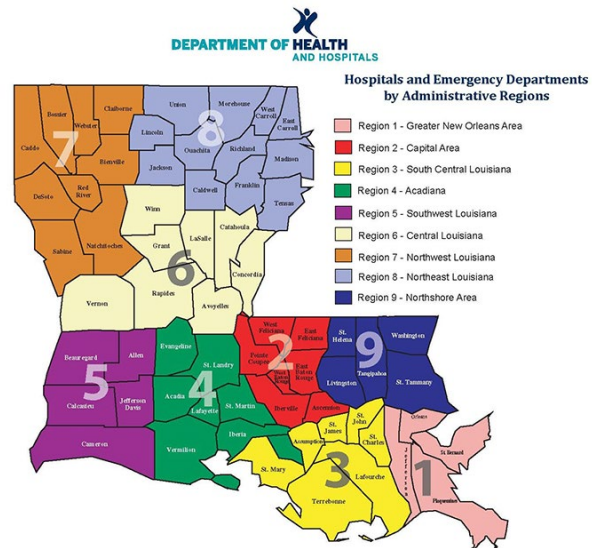 DEPARTMENT OF HEALTH
AND HOSPITALS
Hospitals and Emergency Departments
by Administrative Regions
Region 1 - Greater New Orleans Area
Region 2 - Capital Area
Region 3 - South Central Louisiana
Region 4 - Acadiana
Region 5 - Southwest Louisiana
Region 6 - Central Louisiana
Region 7 - Northwest Louisiana
Region 8 - Northeast Louisiana
Region 9 - Northshore Area
7
Caddo
Bossier
Webster
Claiborne
Bienville
DeSoto
Red
River
Sabine
Natchitoches
8
Union
Morehouse
West
Carroll
East
Carroll
Lincoln
Ouachita
Richland
Madison
Jackson
Caldwell
Franklin
Tensas
6
Winn
Grant
LaSalle
Catahoula
Concordia
Vernon
Rapides
Avoyelles
5
Beauregard
Allen
Calcasieu
Jefferson
Davis
Cameron
4
Evangeline
St. Landry
Acadia
Lafayette
St. Martin
Vermilion
Iberia
2
West
Feliciana
East
Feliciana
Pointe
Coupee
East
Baton
Rouge
Iberville
Ascension
9
St.
Helena
Washington
Tangipahoa
Livingston
St. Tammany
3
Assumption
St.
James
St.
John
St.
Charles
St. Mary
Lafourche
Terrebonne
1
Orleans
Jefferson
St. Bernard
Plaquemines